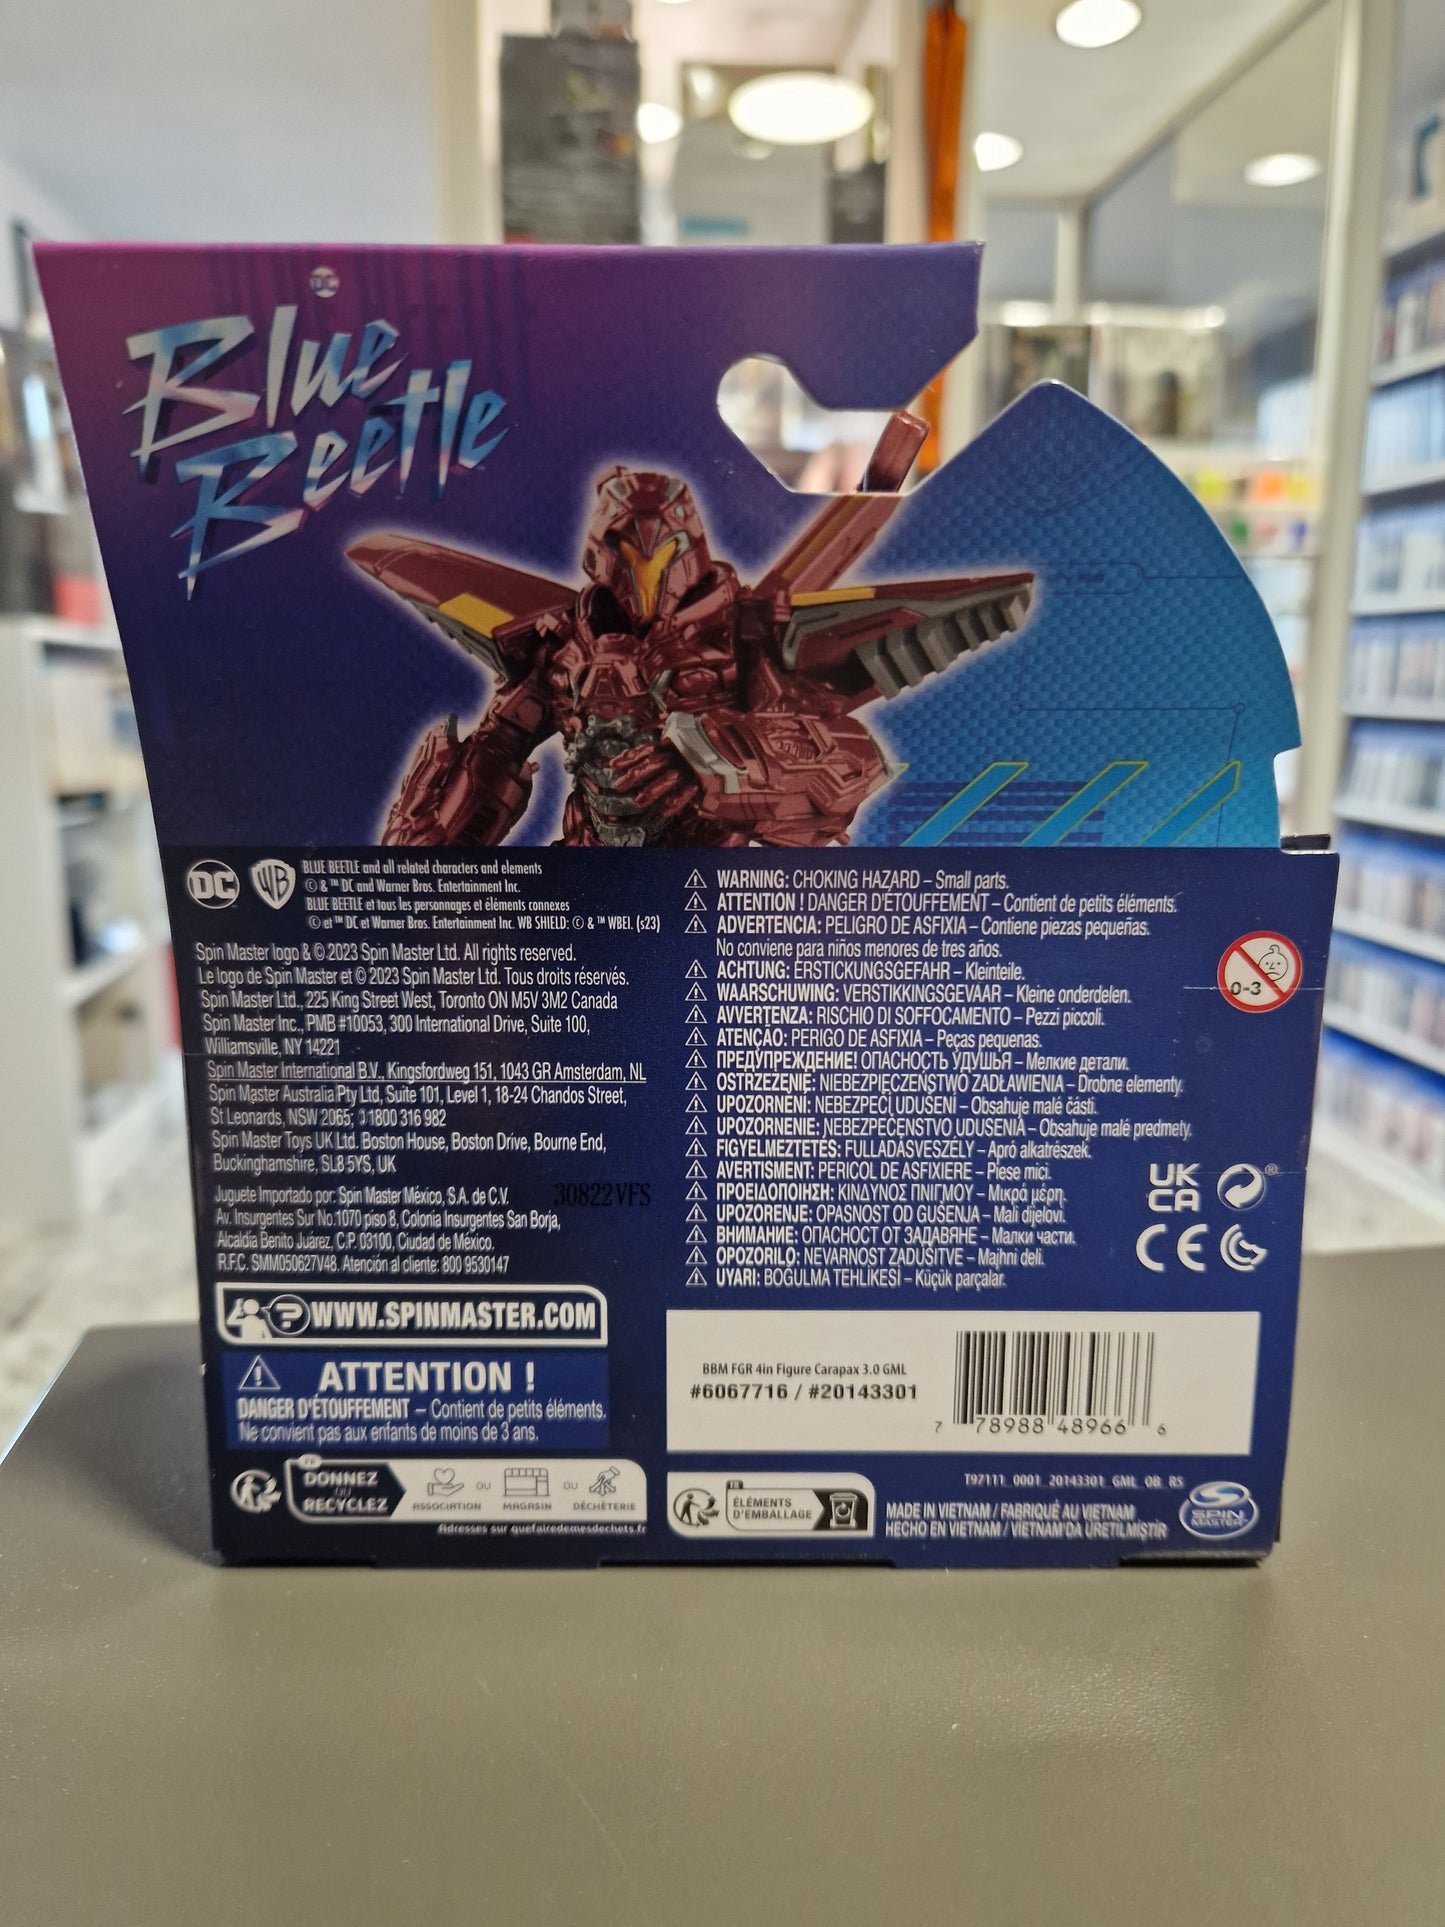 DC
Blue
Beetle
DC
WB
BLUE BEETLE and all related characters and elements
© & ™ DC and Warner Bros. Entertainment Inc.
BLUE BEETLE et tous les personnages et éléments connexes
© et ™ DC et Warner Bros. Entertainment Inc. WB SHIELD: © & ™ WBEI. (s23)
Spin Master logo & © 2023 Spin Master Ltd. All rights reserved.
Le logo de Spin Master et © 2023 Spin Master Ltd. Tous droits réservés.
Spin Master Ltd., 225 King Street West, Toronto ON M5V 3M2 Canada
Spin Master Inc., PMB #10053, 300 International Drive, Suite 100,
Williamsville, NY 14221
Spin Master International B.V., Kingsfordweg 151, 1043 GR Amsterdam, NL
Spin Master Australia Pty Ltd, Suite 101, Level 1, 18-24 Chandos Street,
St Leonards, NSW 2065; 1800 316 982
Spin Master Toys UK Ltd. Boston House, Boston Drive, Bourne End,
Buckinghamshire, SL8 5YS, UK
Juguete Importado por: Spin Master México, S.A. de C.V.
30822VFS
Av. Insurgentes Sur No.1070 piso 8, Colonia Insurgentes San Borja,
Alcaldía Benito Juárez, C.P. 03100, Ciudad de México.
R.F.C. SMM050627V48. Atención al cliente: 800 9530147
WWW.SPINMASTER.COM
ATTENTION !
DANGER D'ÉTOUFFEMENT – Contient de petits éléments.
Ne convient pas aux enfants de moins de 3 ans.
FR
DONNEZ
OU
RECYCLEZ
ASSOCIATION
OU
MAGASIN
OU
DÉCHÈTERIE
Adresses sur quefairedemesdechets.fr
WARNING: CHOKING HAZARD – Small parts.
ATTENTION ! DANGER D'ÉTOUFFEMENT – Contient de petits éléments.
ADVERTENCIA: PELIGRO DE ASFIXIA – Contiene piezas pequeñas.
No conviene para niños menores de tres años.
ACHTUNG: ERSTICKUNGSGEFAHR – Kleinteile.
WAARSCHUWING: VERSTIKKINGSGEVAAR – Kleine onderdelen.
AVVERTENZA: RISCHIO DI SOFFOCAMENTO – Pezzi piccoli.
ATENÇÃO: PERIGO DE ASFIXIA – Peças pequenas.
ПРЕДУПРЕЖДЕНИЕ! ОПАСНОСТЬ УДУШЬЯ – Мелкие детали.
OSTRZEŻENIE: NIEBEZPIECZEŃSTWO ZADŁAWIENIA – Drobne elementy.
UPOZORNĚNÍ: NEBEZPEČÍ UDUŠENÍ – Obsahuje malé části.
UPOZORNENIE: NEBEZPEČENSTVO UDUSENIA – Obsahuje malé predmety.
FIGYELMEZTETÉS: FULLADÁSVESZÉLY – Apró alkatrészek.
AVERTISMENT: PERICOL DE ASFIXIERE – Piese mici.
ΠΡΟΕΙΔΟΠΟΙΗΣΗ: ΚΙΝΔΥΝΟΣ ΠΝΙΓΜΟΥ – Μικρά μέρη.
UPOZORENJE: OPASNOST OD GUŠENJA – Mali dijelovi.
ВНИМАНИЕ: ОПАСНОСТ ОТ ЗАДАВЯНЕ – Малки части.
OPOZORILO: NEVARNOST ZADUŠITVE – Majhni deli.
UYARI: BOĞULMA TEHLİKESİ – Küçük parçalar.
0-3
UK
CA
®
CE
BBM FGR 4in Figure Carapax 3.0 GML
#6067716 / #20143301
7 78988 48966 6
FR
ÉLÉMENTS
D'EMBALLAGE
T97111_0001_20143301_GML_OB_R5
MADE IN VIETNAM / FABRIQUÉ AU VIETNAM
HECHO EN VIETNAM / VIETNAM'DA ÜRETİLMİŞTİR
SPIN
MASTER